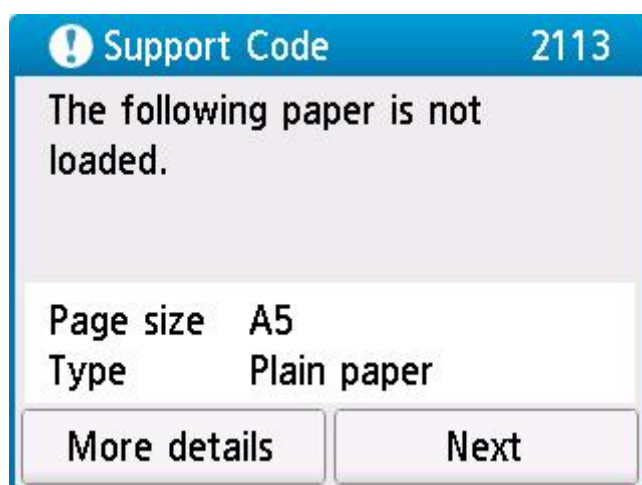 Support Code 2113
The following paper is not
loaded.
Page size A5
Type Plain paper
More details Next